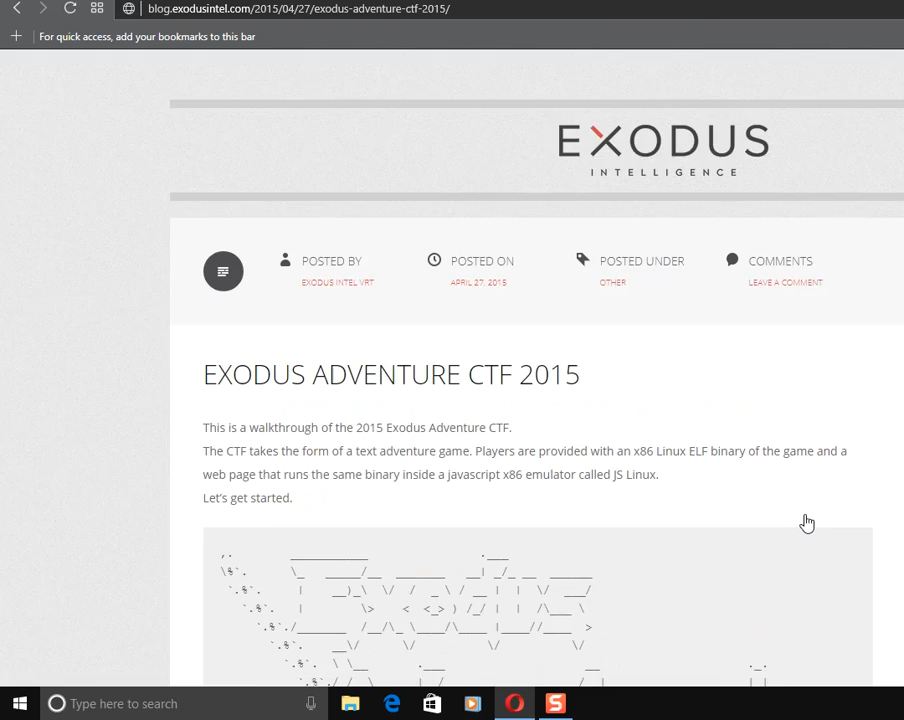 blog.exodusintel.com/2015/04/27/exodus-adventure-ctf-2015/
For quick access, add your bookmarks to this bar
EXODUS
INTELLIGENCE
POSTED BY
EXODUS INTEL VRT
POSTED ON
APRIL 27, 2015
POSTED UNDER
OTHER
COMMENTS
LEAVE A COMMENT
EXODUS ADVENTURE CTF 2015
This is a walkthrough of the 2015 Exodus Adventure CTF.
The CTF takes the form of a text adventure game. Players are provided with an x86 Linux ELF binary of the game and a
web page that runs the same binary inside a javascript x86 emulator called JS Linux.
Let's get started.
Type here to search